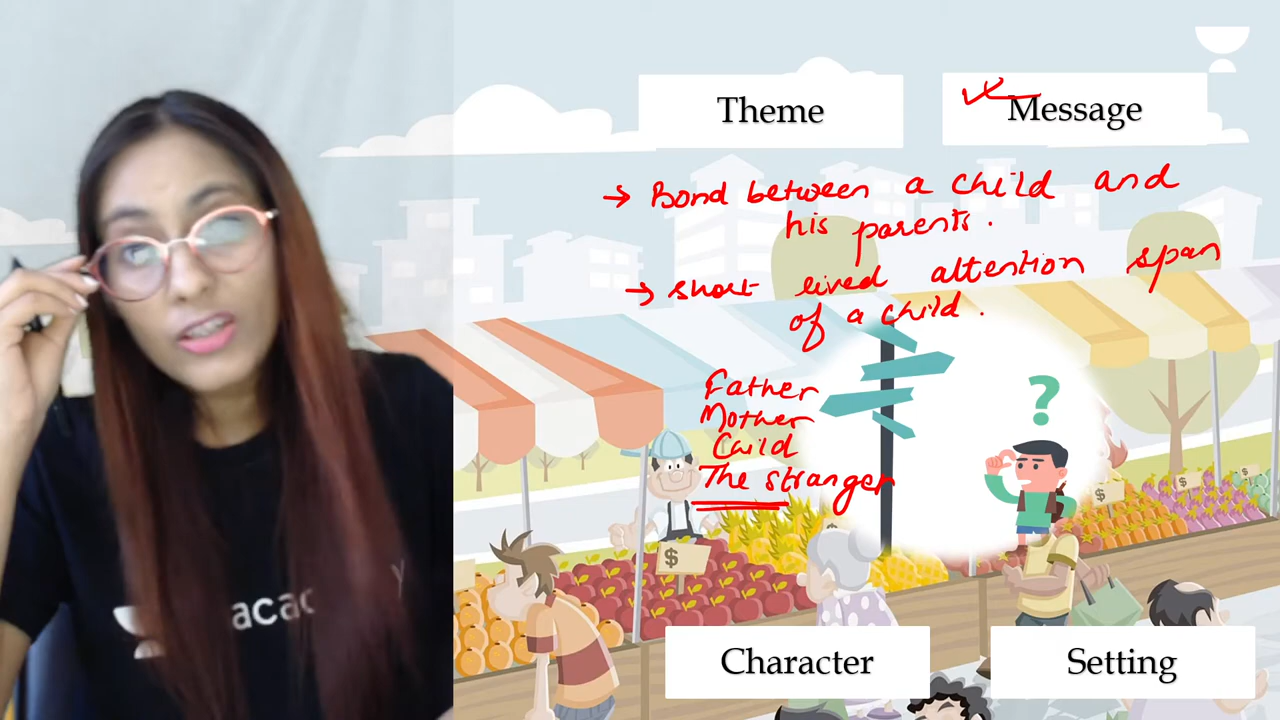 Theme
Message
→ Bond between a child and
his parents.
→ short lived attention span
of a child.
Father
Mother
Child
The stranger
?
$
$
$
$
acac
Character
Setting